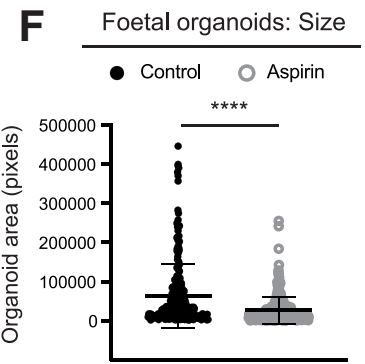 F
Foetal organoids: Size
Control
Aspirin
****
Organoid area (pixels)
500000
400000
300000
200000
100000
0